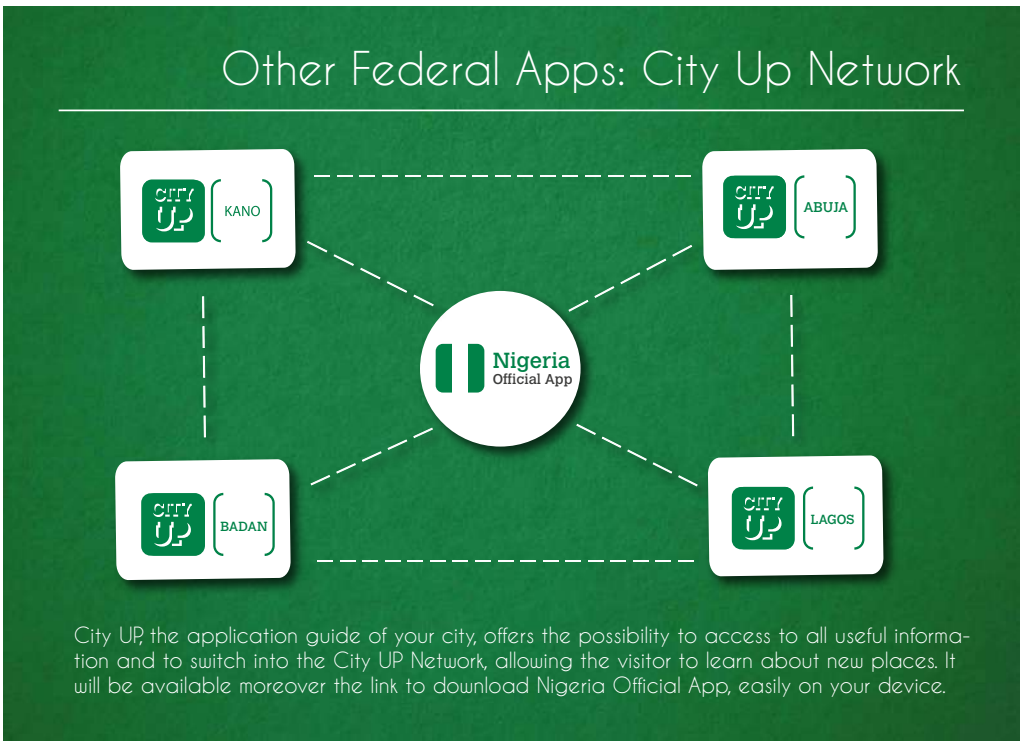 Other Federal Apps: City Up Network
CITY
UP
KANO
CITY
UP
ABUJA
Nigeria
Official App
CITY
UP
BADAN
CITY
UP
LAGOS
City UP, the application guide of your city, offers the possibility to access to all useful informa-
tion and to switch into the City UP Network, allowing the visitor to learn about new places. It
will be available moreover the link to download Nigeria Official App, easily on your device.